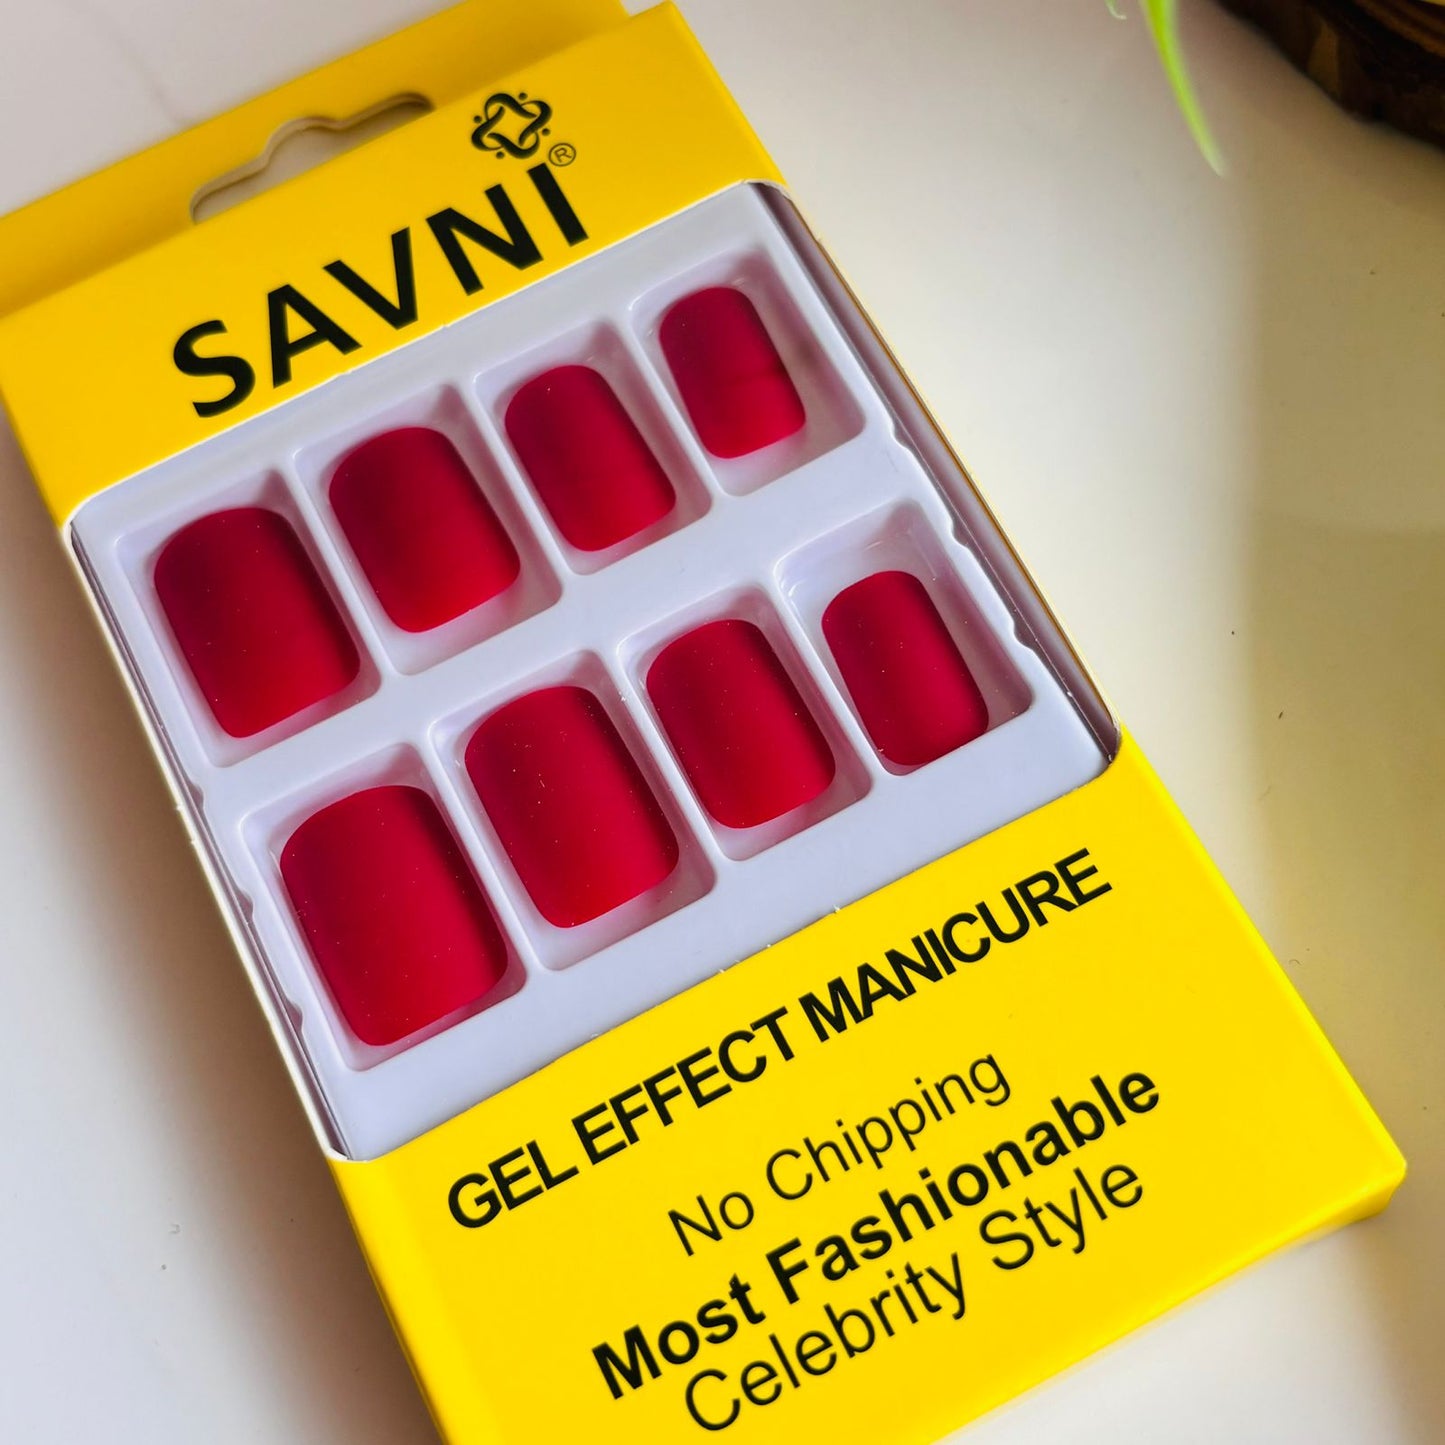 SAVNI®
GEL EFFECT MANICURE
No Chipping
Most Fashionable
Celebrity Style